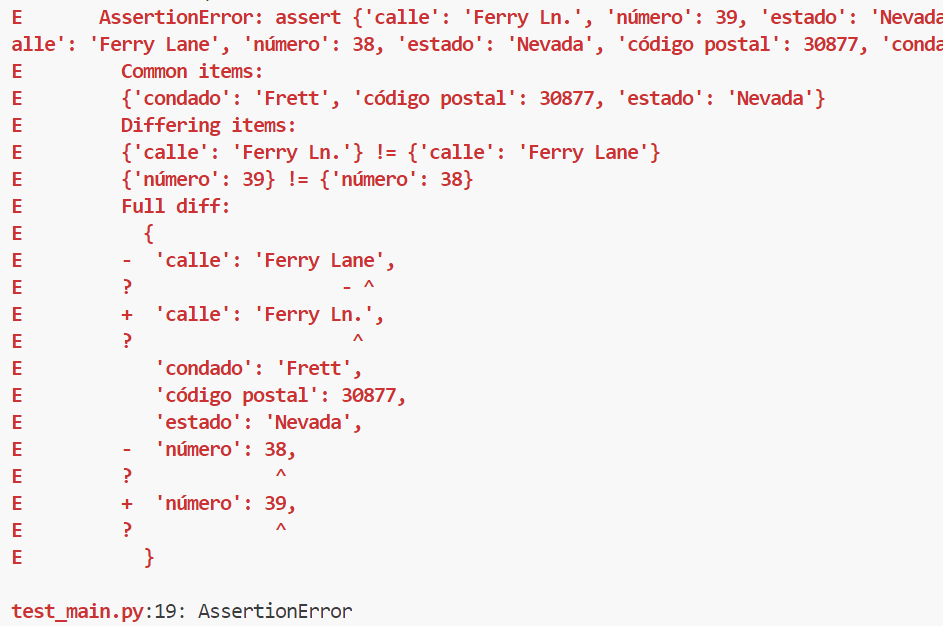 E       AssertionError: assert {'calle': 'Ferry Ln.', 'número': 39, 'estado': 'Nevada
alle': 'Ferry Lane', 'número': 38, 'estado': 'Nevada', 'código postal': 30877, 'conda
E         Common items:
E         {'condado': 'Frett', 'código postal': 30877, 'estado': 'Nevada'}
E         Differing items:
E         {'calle': 'Ferry Ln.'} != {'calle': 'Ferry Lane'}
E         {'número': 39} != {'número': 38}
E         Full diff:
E           {
E         -  'calle': 'Ferry Lane',
E         ?                   - ^
E         +  'calle': 'Ferry Ln.',
E         ?                    ^
E            'condado': 'Frett',
E            'código postal': 30877,
E            'estado': 'Nevada',
E         -  'número': 38,
E         ?             ^
E         +  'número': 39,
E         ?             ^
E           }
test_main.py:19: AssertionError